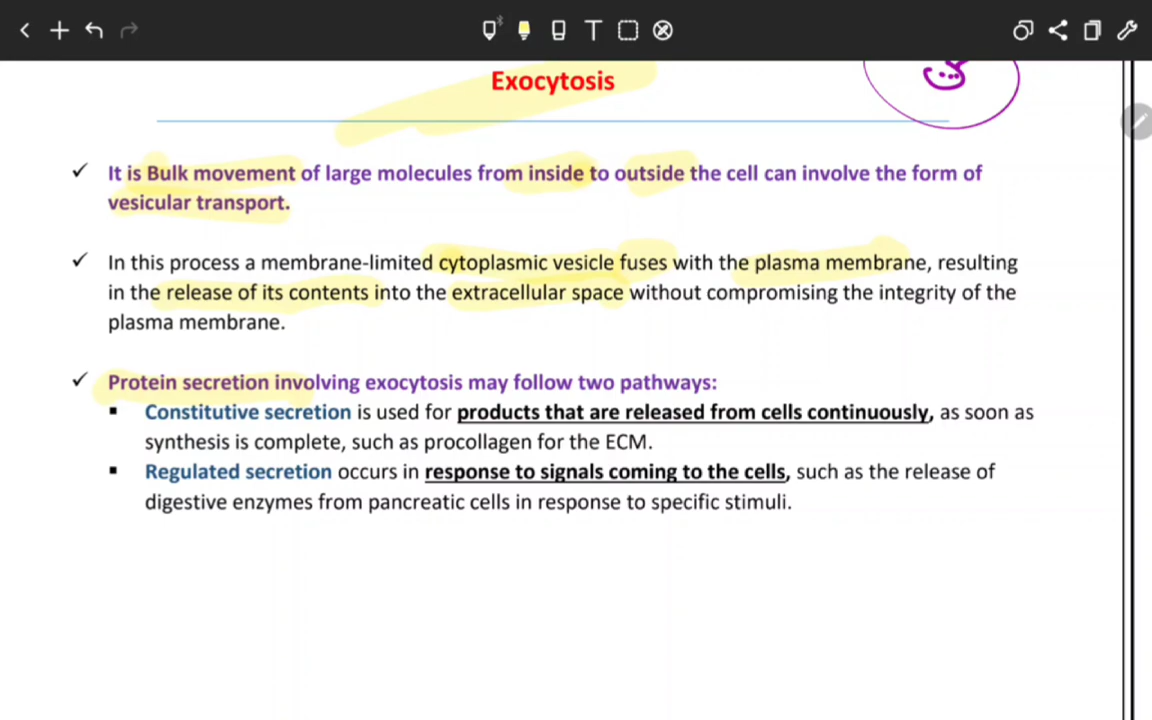 Exocytosis
✓ It is Bulk movement of large molecules from inside to outside the cell can involve the form of
vesicular transport.
✓ In this process a membrane-limited cytoplasmic vesicle fuses with the plasma membrane, resulting
in the release of its contents into the extracellular space without compromising the integrity of the
plasma membrane.
✓ Protein secretion involving exocytosis may follow two pathways:
▪ Constitutive secretion is used for products that are released from cells continuously, as soon as
synthesis is complete, such as procollagen for the ECM.
▪ Regulated secretion occurs in response to signals coming to the cells, such as the release of
digestive enzymes from pancreatic cells in response to specific stimuli.